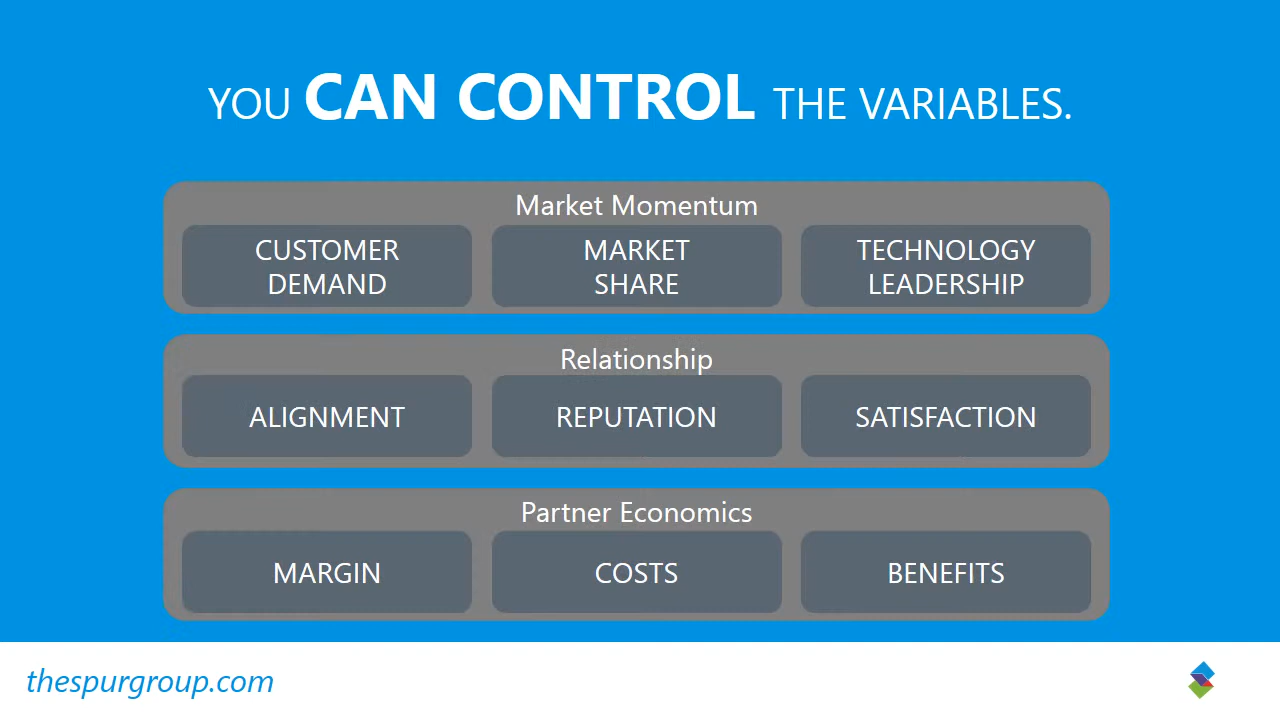 YOU CAN CONTROL THE VARIABLES.
Market Momentum
CUSTOMER
DEMAND
MARKET
SHARE
TECHNOLOGY
LEADERSHIP
Relationship
ALIGNMENT
REPUTATION
SATISFACTION
Partner Economics
MARGIN
COSTS
BENEFITS
thespurgroup.com